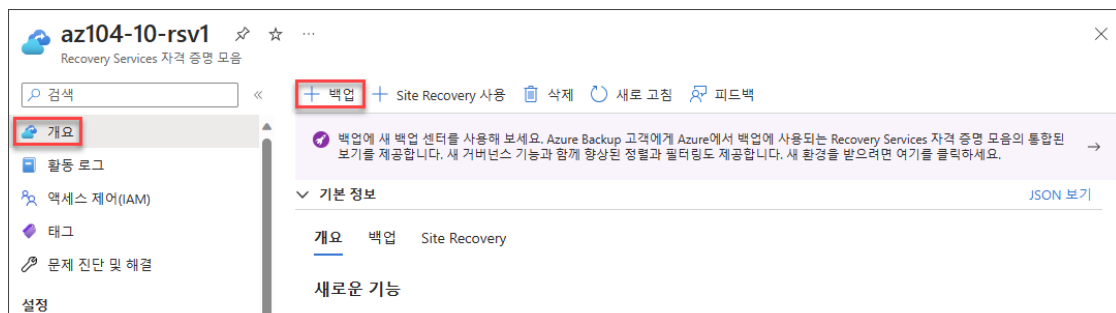 az104-10-rsv1
Recovery Services 자격 증명 모음
검색
개요
활동 로그
액세스 제어(IAM)
태그
문제 진단 및 해결
설정
백업
Site Recovery 사용
삭제
새로 고침
피드백
백업에 새 백업 센터를 사용해 보세요. Azure Backup 고객에게 Azure에서 백업에 사용되는 Recovery Services 자격 증명 모음의 통합된
보기를 제공합니다. 새 거버넌스 기능과 함께 향상된 정렬과 필터링도 제공합니다. 새 환경을 받으려면 여기를 클릭하세요.
기본 정보
JSON 보기
개요 백업 Site Recovery
새로운 기능